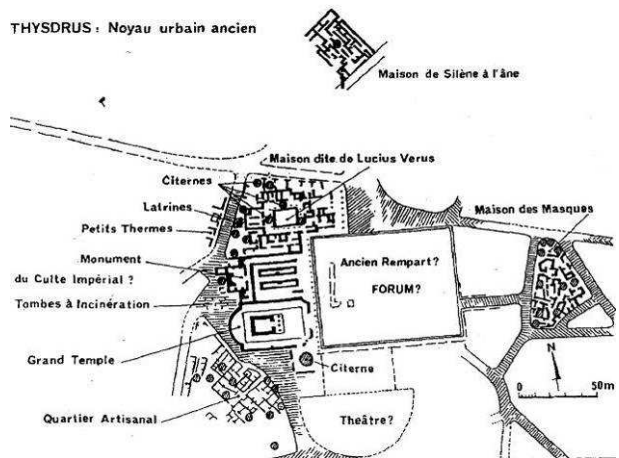 THYSDRUS : Noyau urbain ancien
Maison de Silène à l'âne
Maison dite de Lucius Verus
Citernes
Latrines
Maison des Masques
Petits Thermes
Monument
du Culte Impérial ?
Ancien Rempart?
FORUM?
Tombes à Incinération
N
Grand Temple
Citerne
0
50m
Quartier Artisanal
Théâtre?